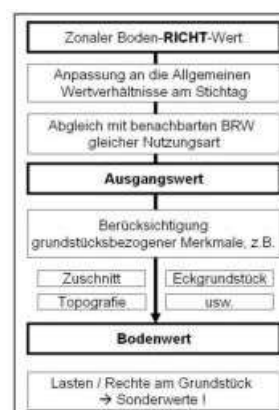 Zonaler Boden-RICHT-Wert
Anpassung an die Allgemeinen
Wertverhältnisse am Stichtag
Abgleich mit benachbarten BRW
gleicher Nutzungsart
Ausgangswert
Berücksichtigung
grundstücksbezogener Merkmale, z.B.
Zuschnitt
Eckgrundstück
Topografie
usw.
Bodenwert
Lasten / Rechte am Grundstück
→ Sonderwerte !